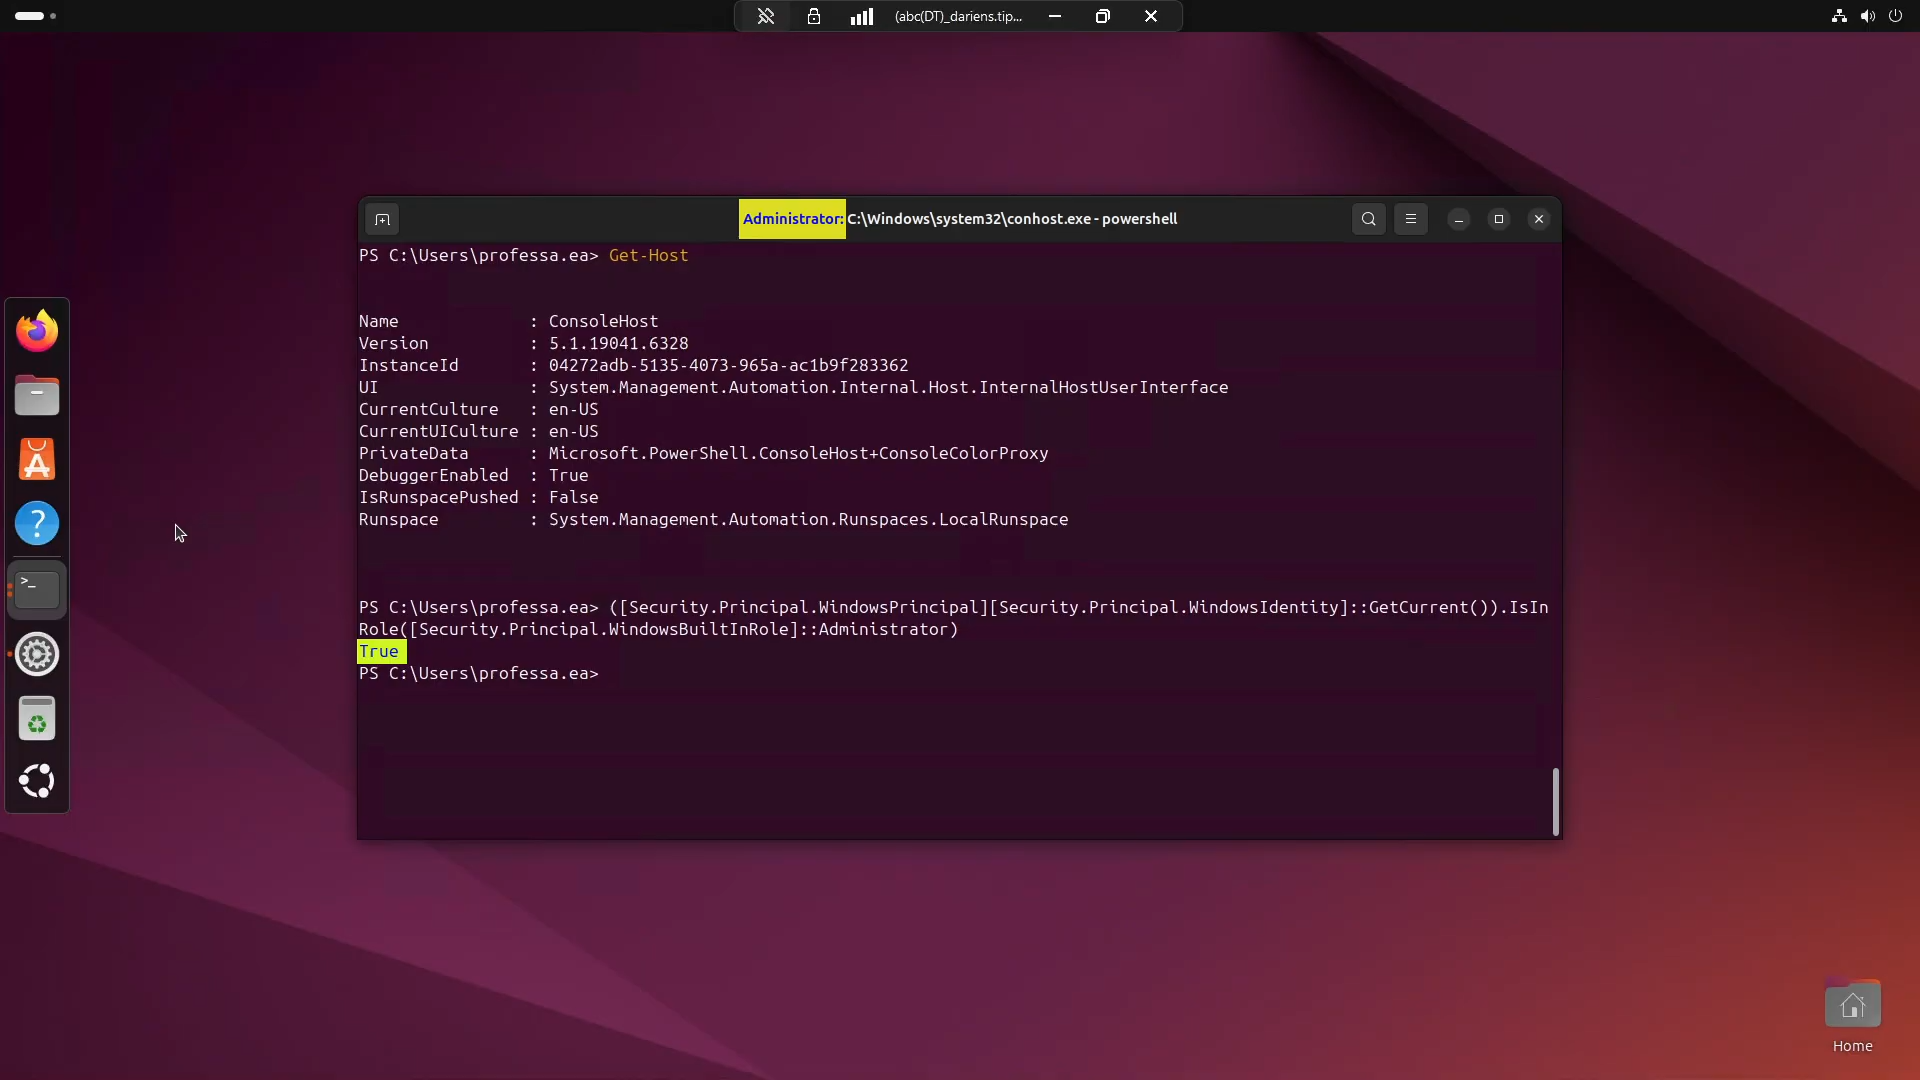 (abc(DT)_dariens.tip...
Administrator: C:\Windows\system32\conhost.exe - powershell
PS C:\Users\professa.ea> Get-Host
Name             : ConsoleHost
Version          : 5.1.19041.6328
InstanceId       : 04272adb-5135-4073-965a-ac1b9f283362
UI               : System.Management.Automation.Internal.Host.InternalHostUserInterface
CurrentCulture   : en-US
CurrentUICulture : en-US
PrivateData      : Microsoft.PowerShell.ConsoleHost+ConsoleColorProxy
DebuggerEnabled  : True
IsRunspacePushed : False
Runspace         : System.Management.Automation.Runspaces.LocalRunspace
PS C:\Users\professa.ea> ([Security.Principal.WindowsPrincipal][Security.Principal.WindowsIdentity]::GetCurrent()).IsIn
Role([Security.Principal.WindowsBuiltInRole]::Administrator)
True
PS C:\Users\professa.ea>
Home